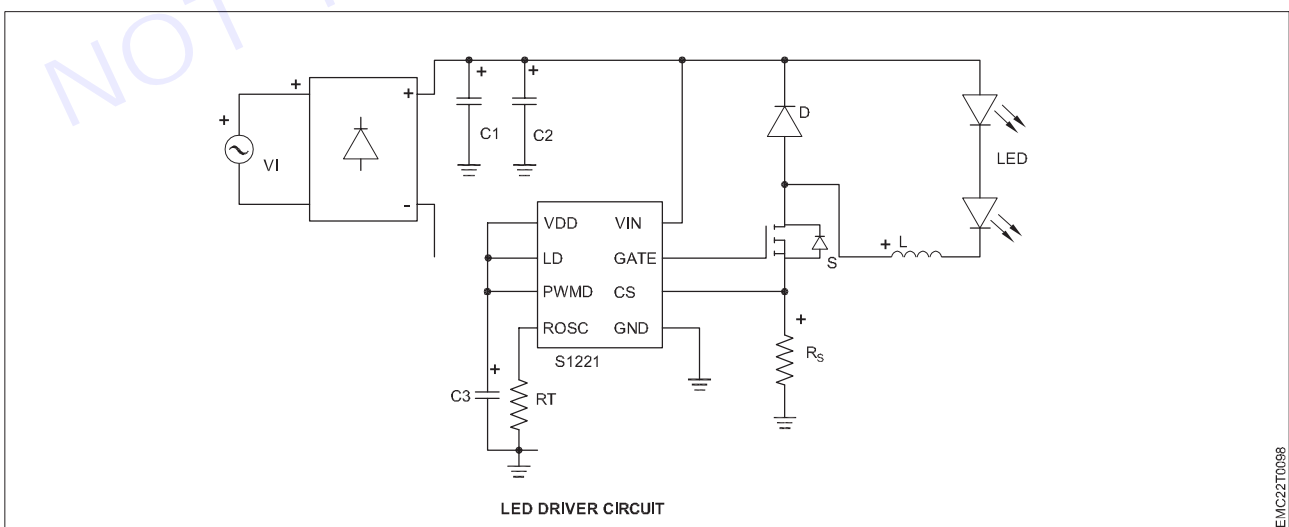 NOT
+
+
VI
+
-
+
C1
+
C2
D
LED
VDD
VIN
LD
GATE
S
+
L
PWMD
CS
ROSC
GND
S1221
+
C3
RT
+
RS
LED DRIVER CIRCUIT
EMC22T0098